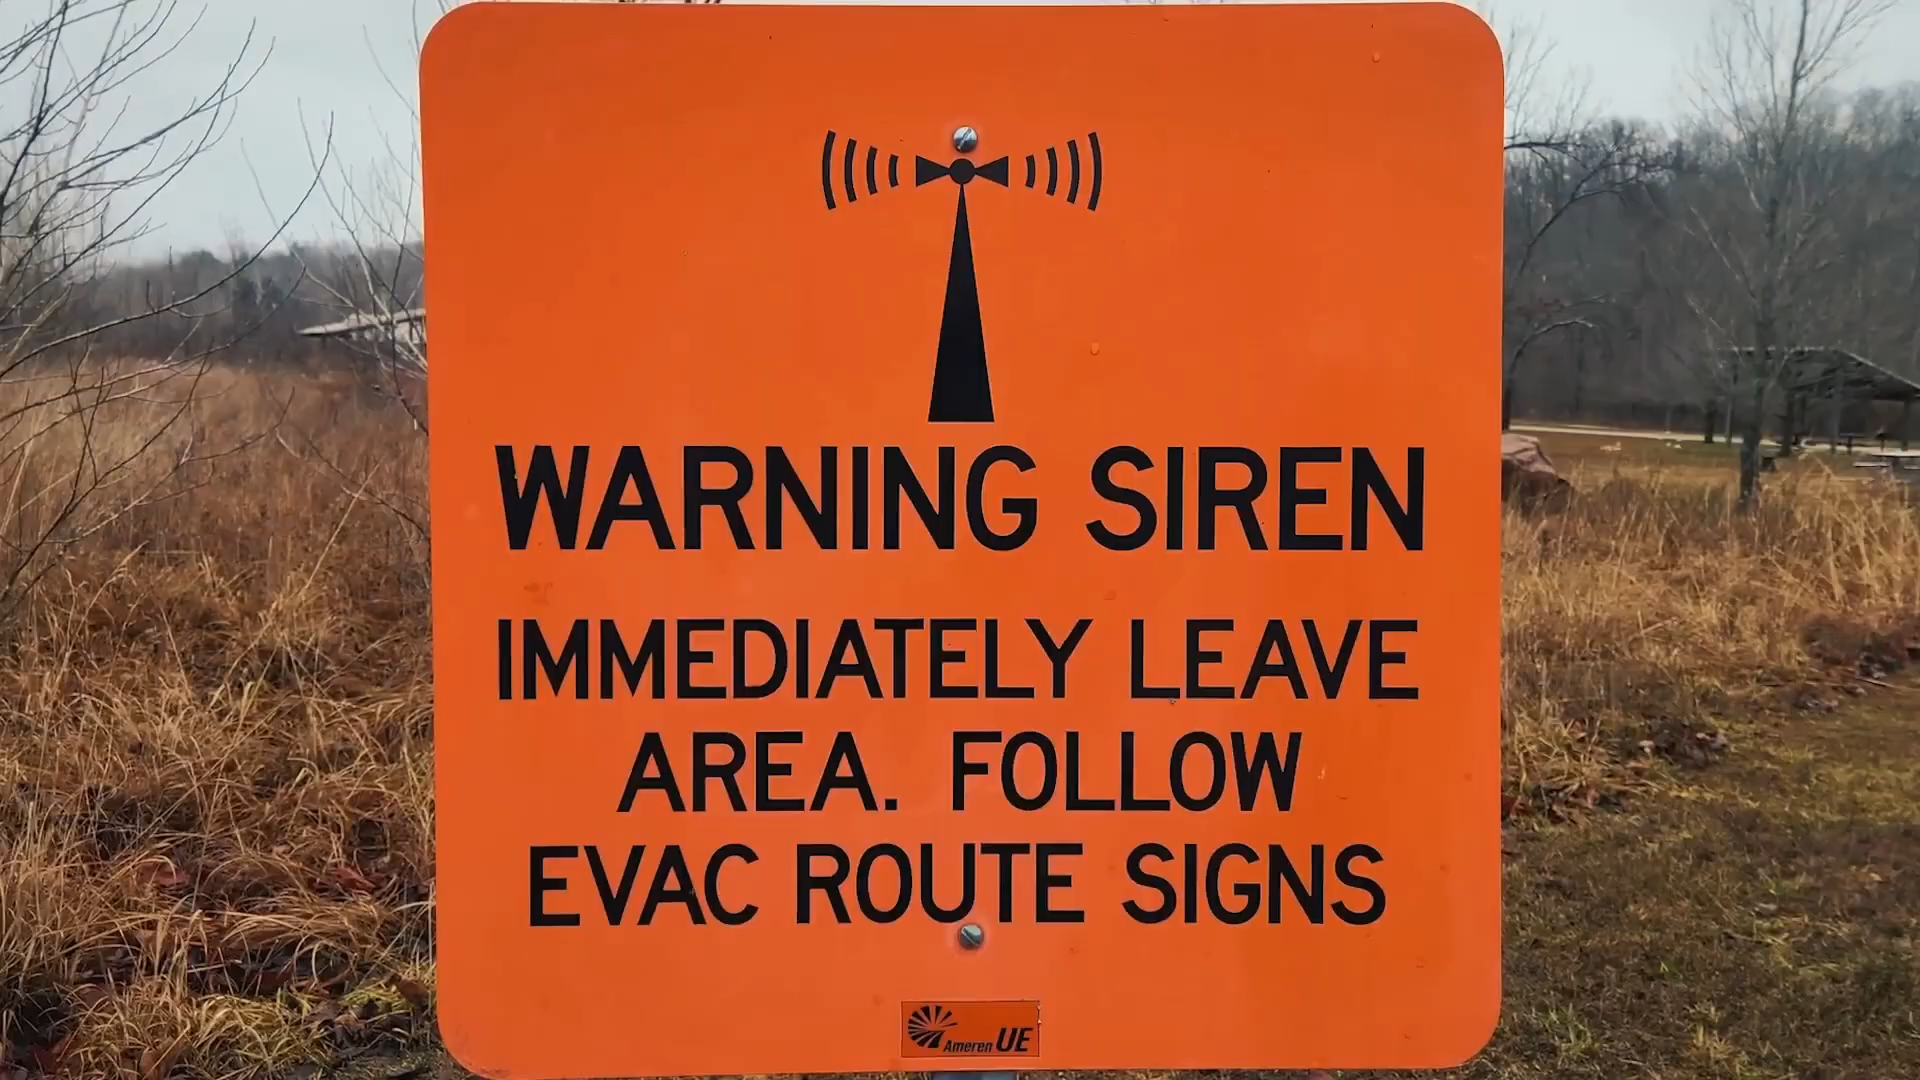 WARNING SIREN
IMMEDIATELY LEAVE
AREA. FOLLOW
EVAC ROUTE SIGNS
Ameren UE